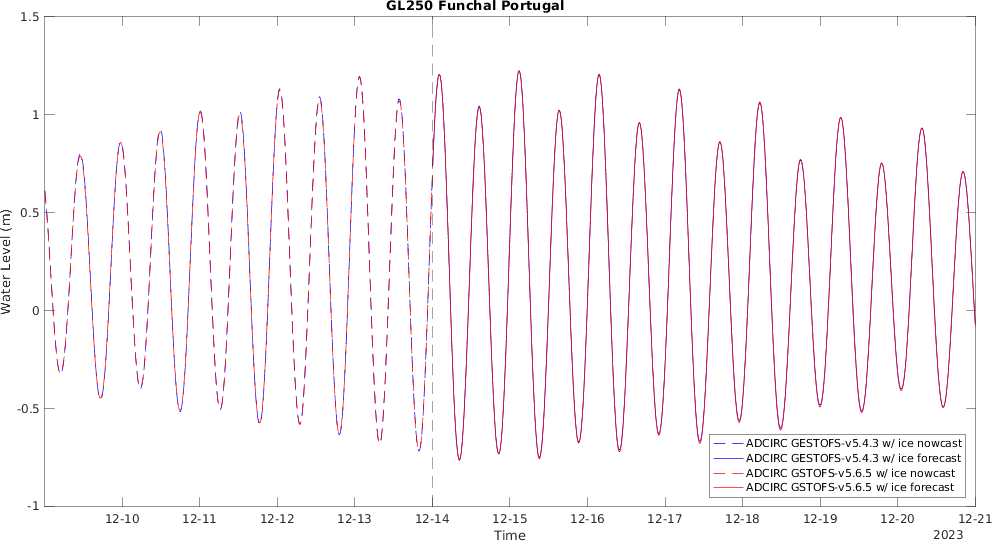 GL250 Funchal Portugal
1.5
1
0.5
0
-0.5
-1
Water Level (m)
12-10 12-11 12-12 12-13 12-14 12-15 12-16 12-17 12-18 12-19 12-20 12-21
Time
2023
ADCIRC GESTOFS-v5.4.3 w/ ice nowcast
ADCIRC GESTOFS-v5.4.3 w/ ice forecast
ADCIRC GSTOFS-v5.6.5 w/ ice nowcast
ADCIRC GSTOFS-v5.6.5 w/ ice forecast